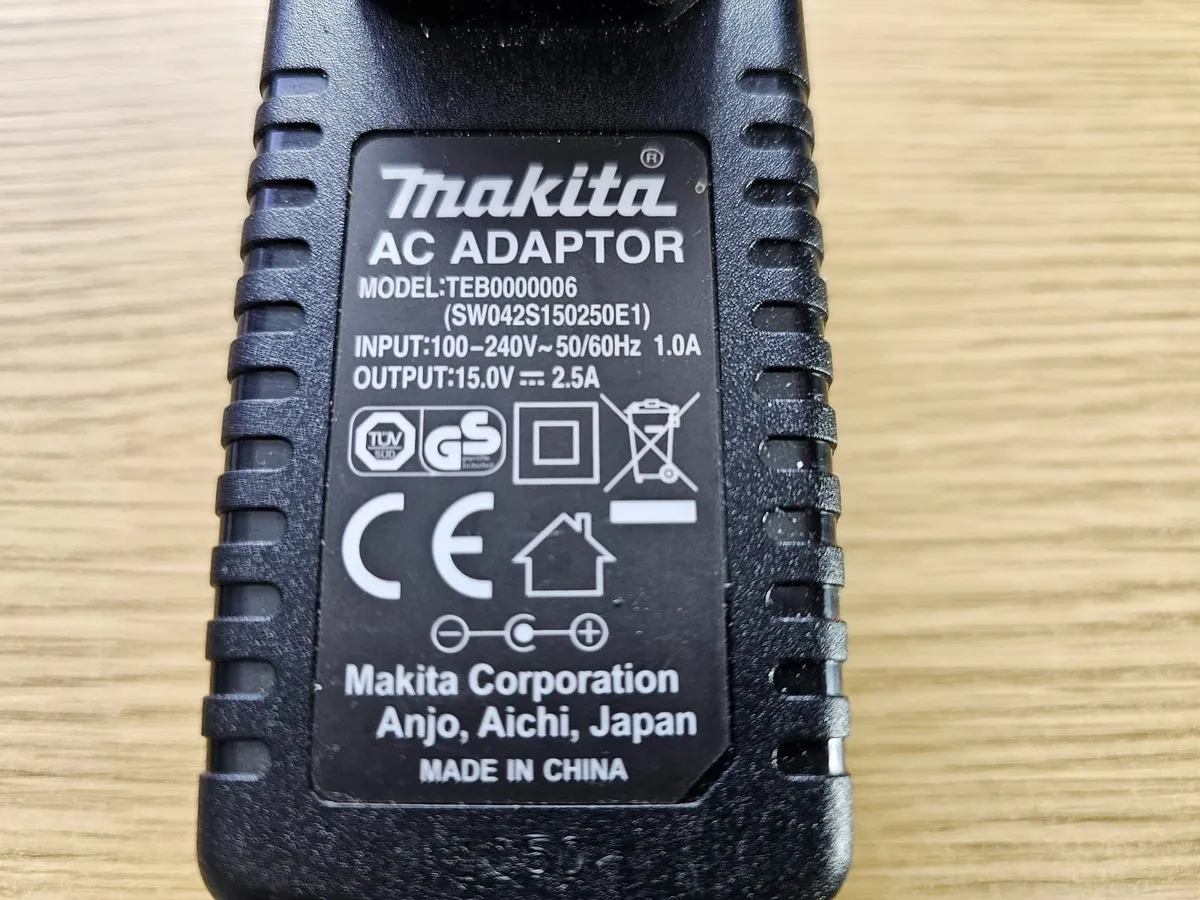 makita®
AC ADAPTOR
MODEL:TEB0000006
(SW042S150250E1)
INPUT:100-240V~50/60Hz 1.0A
OUTPUT:15.0V⎓ 2.5A
TÜV
SÜD
GS
CE
Makita Corporation
Anjo, Aichi, Japan
MADE IN CHINA